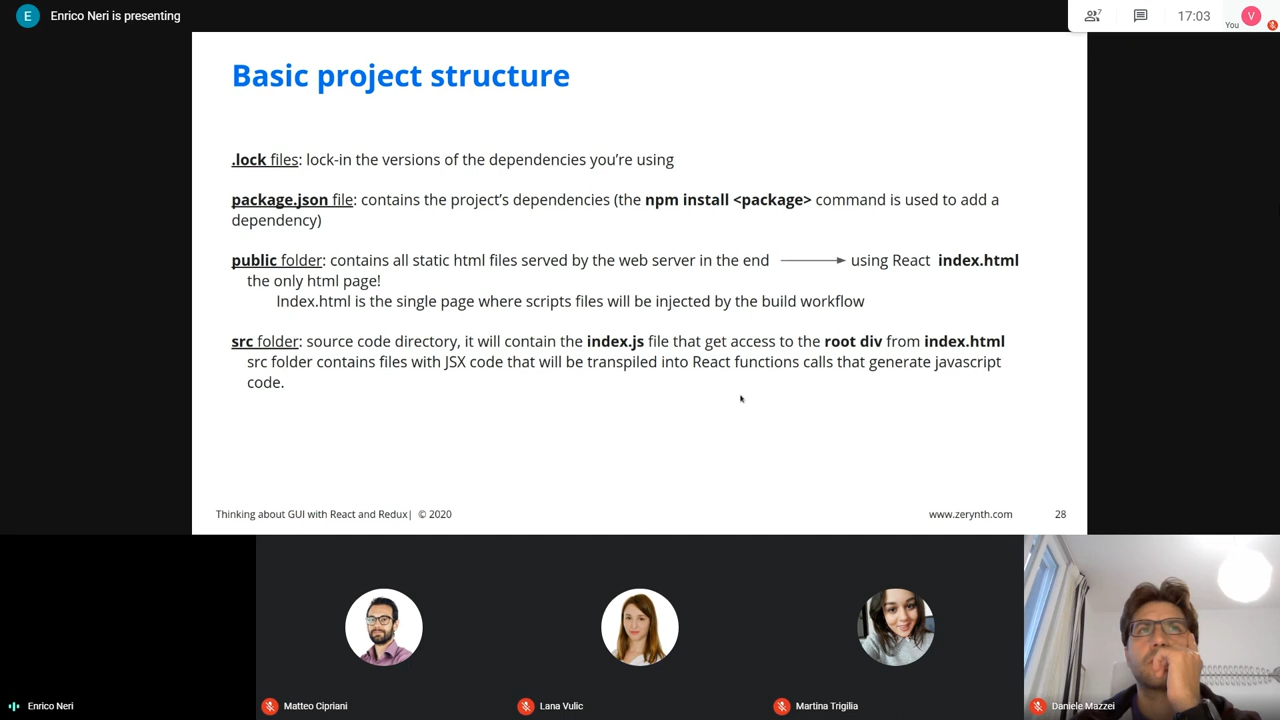 E Enrico Neri is presenting
7
17:03
You V
Basic project structure
.lock files: lock-in the versions of the dependencies you're using
package.json file: contains the project's dependencies (the npm install <package> command is used to add a
dependency)
public folder: contains all static html files served by the web server in the end using React index.html
the only html page!
Index.html is the single page where scripts files will be injected by the build workflow
src folder: source code directory, it will contain the index.js file that get access to the root div from index.html
src folder contains files with JSX code that will be transpiled into React functions calls that generate javascript
code.
Thinking about GUI with React and Redux| © 2020 www.zerynth.com 28
Enrico Neri Matteo Cipriani Lana Vulic Martina Trigilia Daniele Mazzei